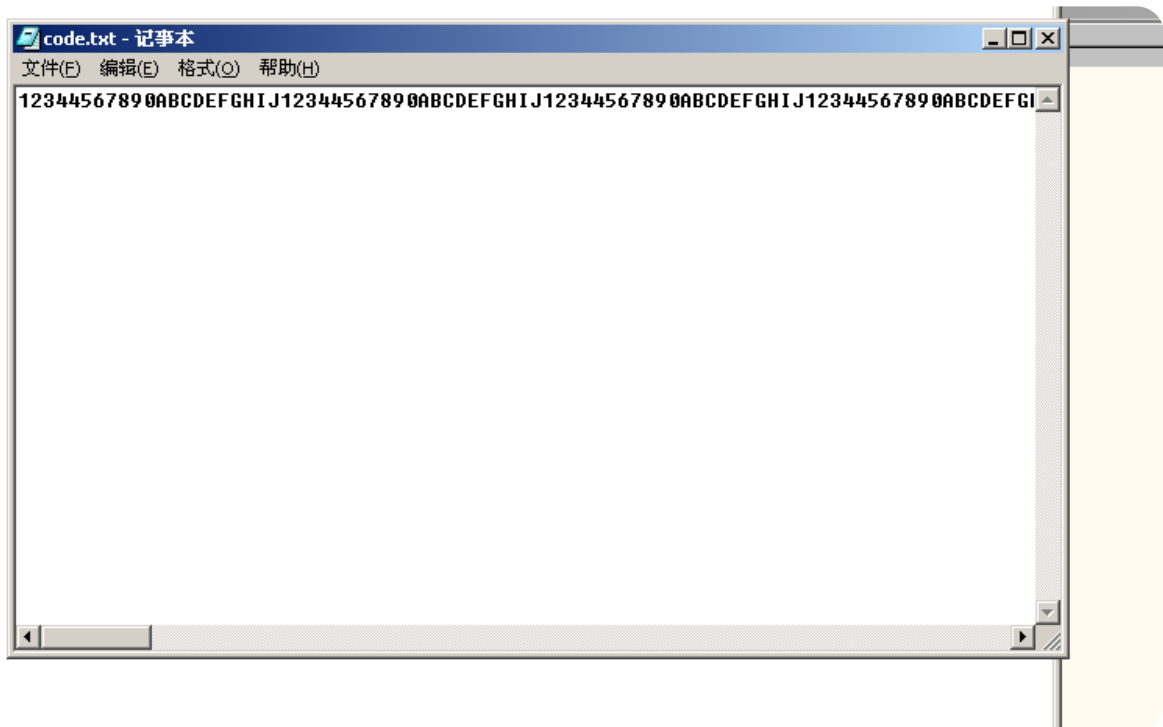 code.txt - 记事本
文件(F) 编辑(E) 格式(O) 帮助(H)
12344567890ABCDEFGHIJ12344567890ABCDEFGHIJ12344567890ABCDEFGHIJ12344567890ABCDEFG